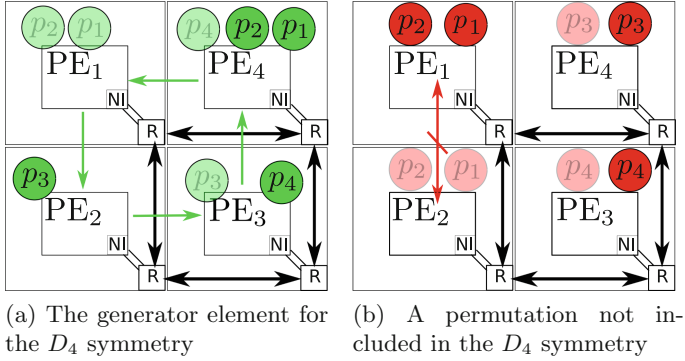 p2 p1 p4 p2 p1
PE1 PE4
NI NI
R R
p3 p3 p4
PE2 PE3
NI NI
R R
p2 p1 p3 p3
PE1 PE4
NI NI
R R
p2 p1 p4 p4
PE2 PE3
NI NI
R R
(a) The generator element for
the D4 symmetry
(b) A permutation not in-
cluded in the D4 symmetry